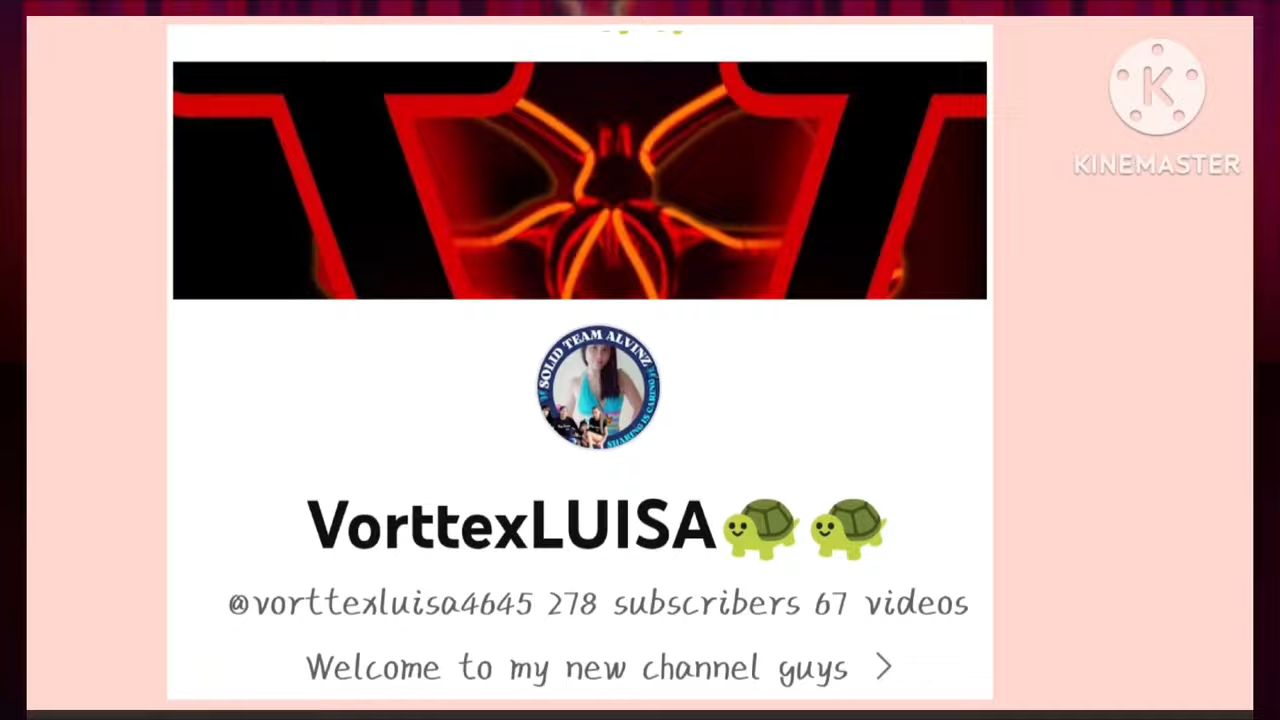 K
KINEMASTER
SOLID TEAM ALVINZ
SHARING IS CARING
VorttexLUISA🐢🐢
@vorttexluisa4645 278 subscribers 67 videos
Welcome to my new channel guys >